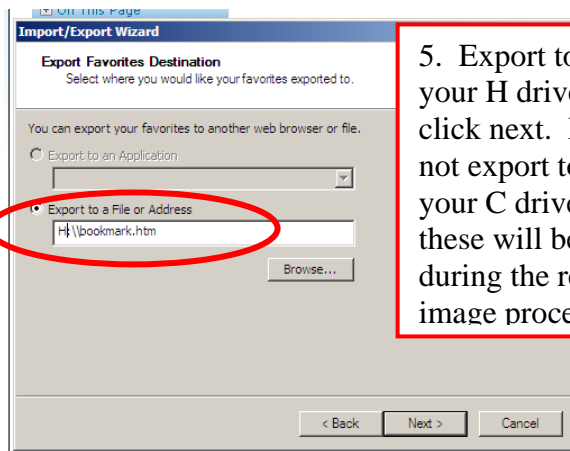 On This Page
Import/Export Wizard
Export Favorites Destination
Select where you would like your favorites exported to.
You can export your favorites to another web browser or file.
Export to an Application
Export to a File or Address
H:\\bookmark.htm
Browse...
< Back
Next >
Cancel
5. Export to
your H drive
click next.
not export to
your C drive
these will be
during the
image